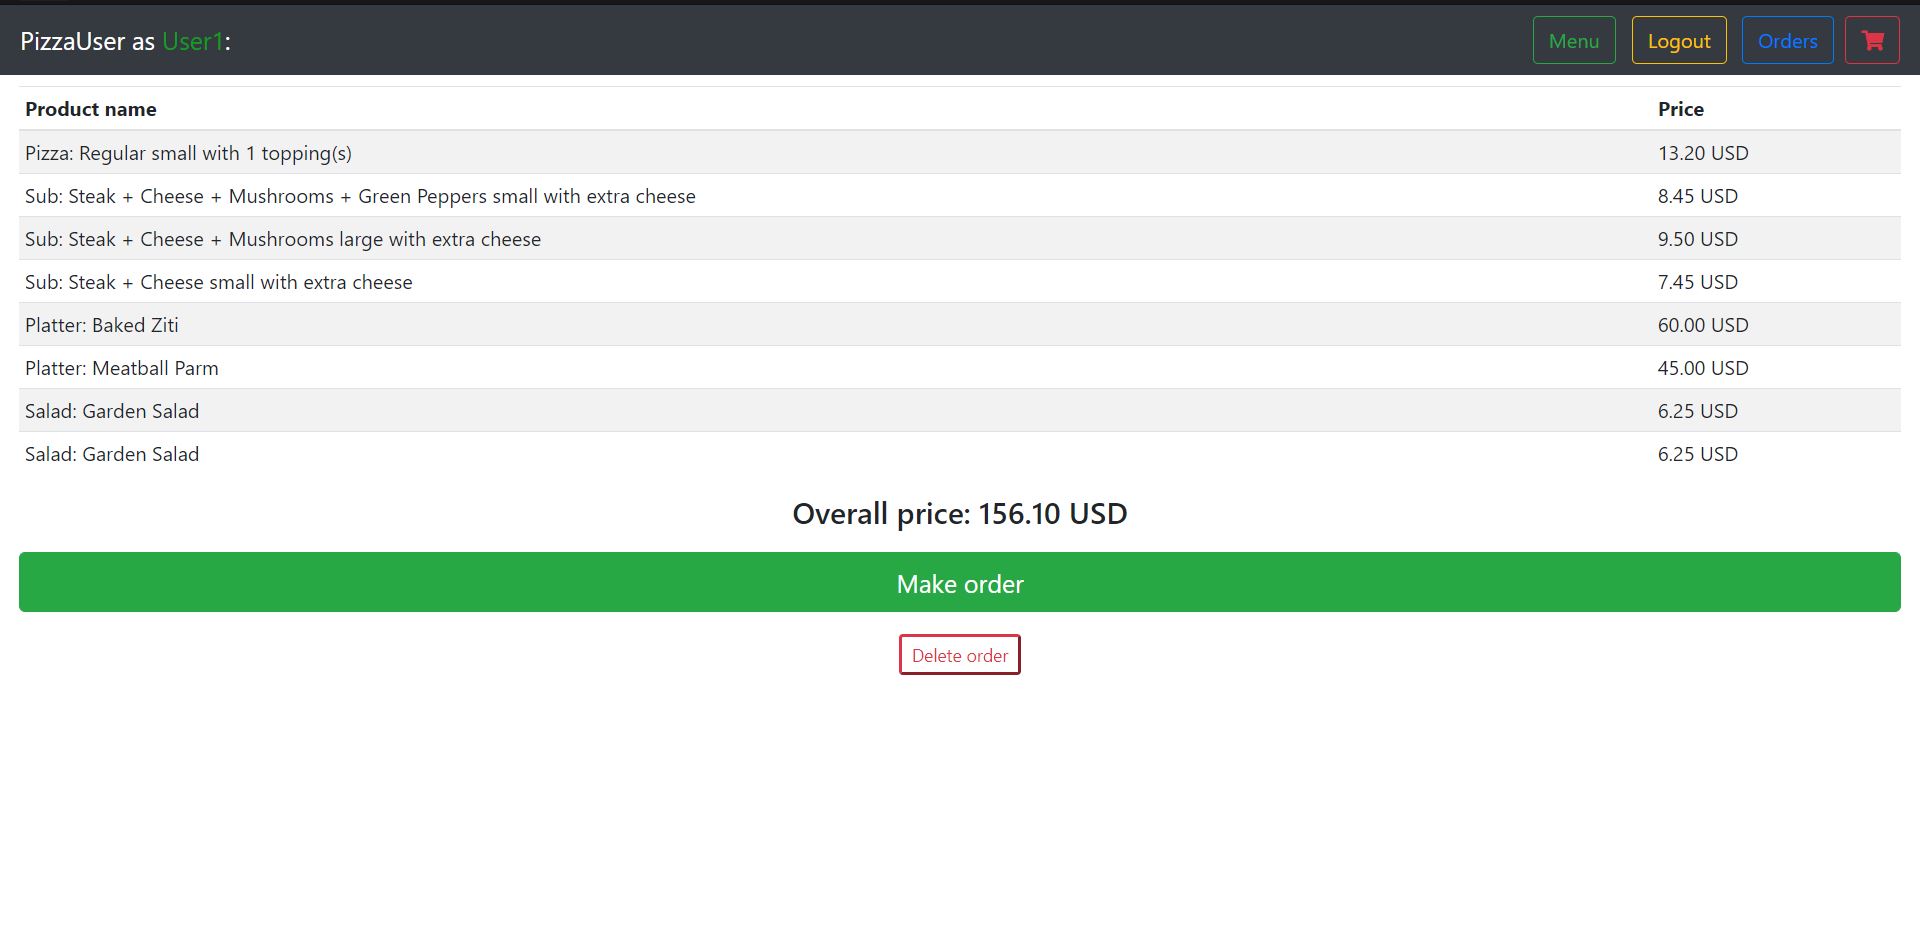 PizzaUser as User1: Menu Logout Orders
Product name Price
Pizza: Regular small with 1 topping(s) 13.20 USD
Sub: Steak + Cheese + Mushrooms + Green Peppers small with extra cheese 8.45 USD
Sub: Steak + Cheese + Mushrooms large with extra cheese 9.50 USD
Sub: Steak + Cheese small with extra cheese 7.45 USD
Platter: Baked Ziti 60.00 USD
Platter: Meatball Parm 45.00 USD
Salad: Garden Salad 6.25 USD
Salad: Garden Salad 6.25 USD
Overall price: 156.10 USD
Make order
Delete order